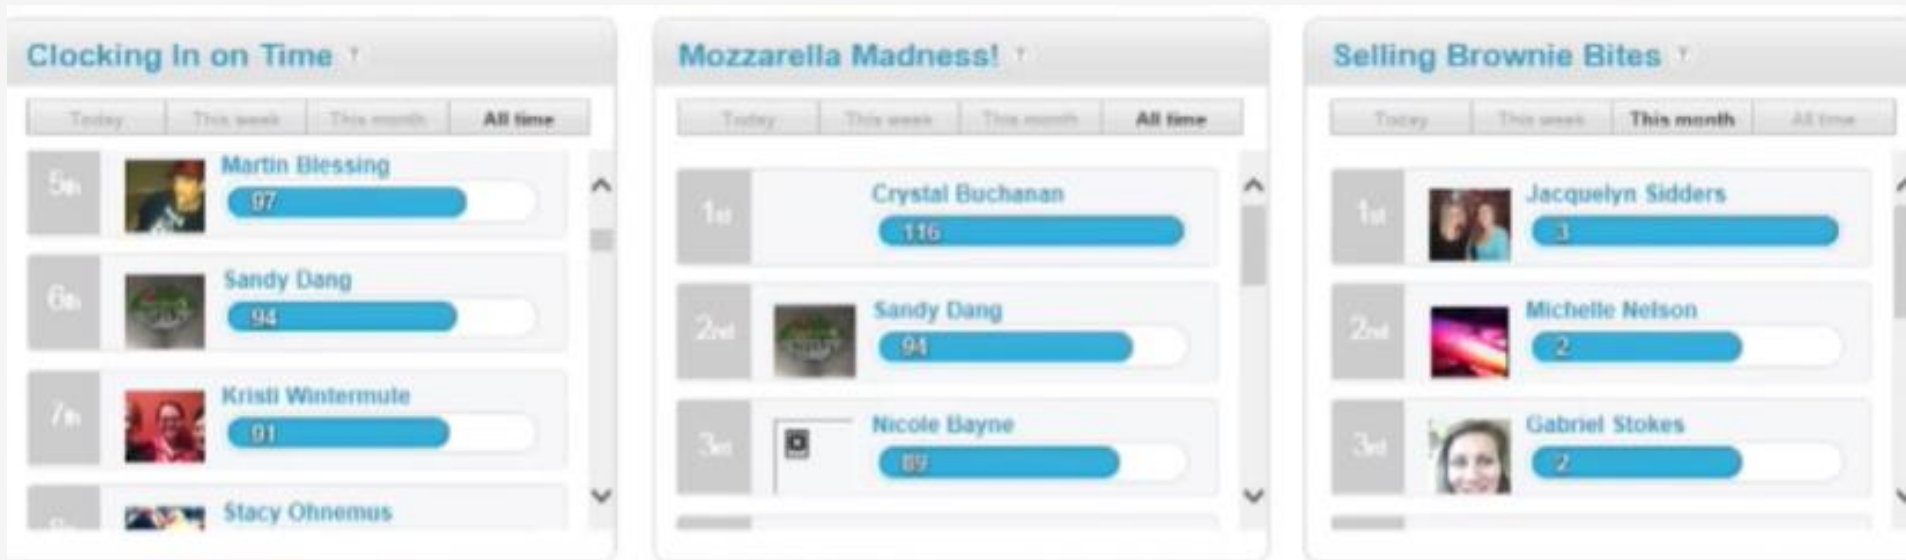 Clocking In on Time ?
Today This week This month All time
5th
Martin Blessing
97
6th
Sandy Dang
94
7th
Kristi Wintermute
91
8th
Stacy Ohnemus
Mozzarella Madness! ?
Today This week This month All time
1st
Crystal Buchanan
116
2nd
Sandy Dang
94
3rd
Nicole Bayne
89
Selling Brownie Bites ?
Today This week This month All time
1st
Jacquelyn Sidders
3
2nd
Michelle Nelson
2
3rd
Gabriel Stokes
2